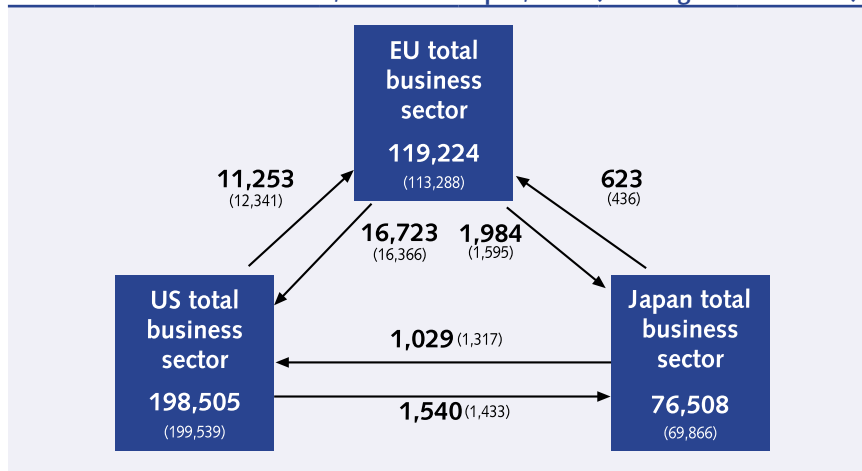 EU total
business
sector
119,224
(113,288)
11,253
(12,341)
623
(436)
16,723
(16,366)
1,984
(1,595)
US total
business
sector
198,505
(199,539)
1,029 (1,317)
1,540 (1,433)
Japan total
business
sector
76,508
(69,866)